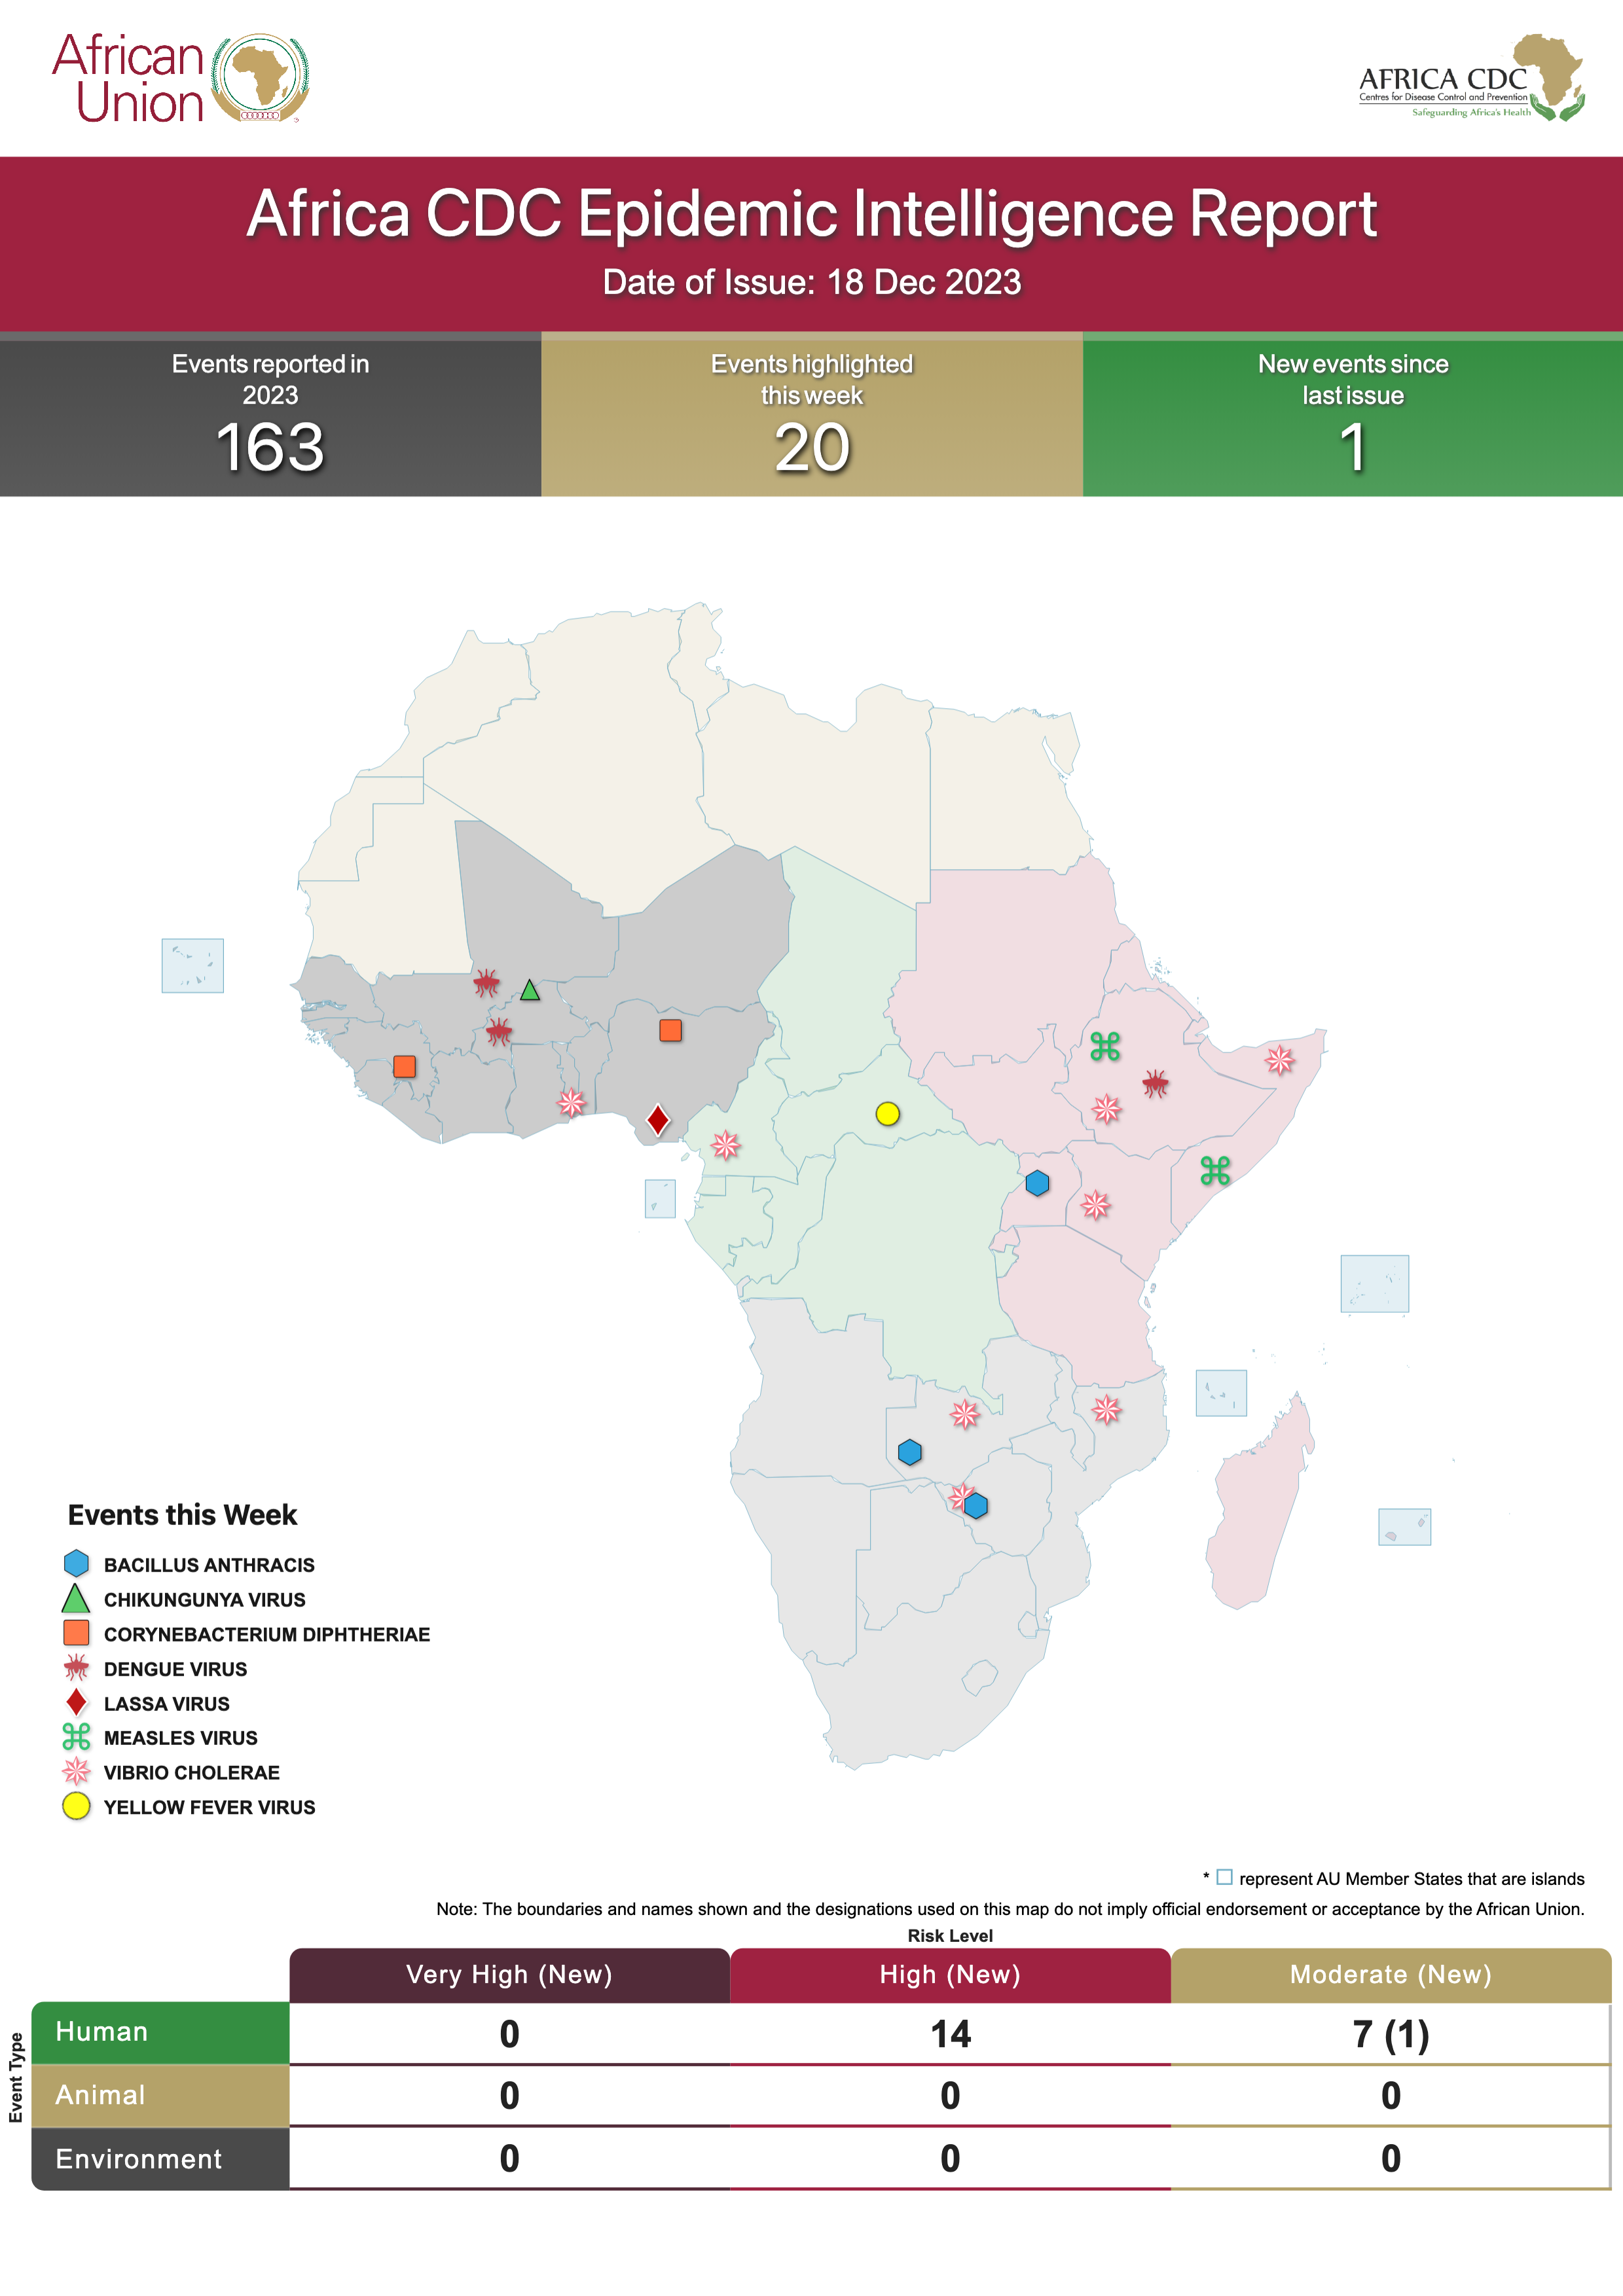 African
Union
AFRICA CDC
Centres for Disease Control and Prevention
Safeguarding Africa's Health
Africa CDC Epidemic Intelligence Report
Date of Issue: 18 Dec 2023
Events reported in
2023
163
Events highlighted
this week
20
New events since
last issue
1
Events this Week
BACILLUS ANTHRACIS
CHIKUNGUNYA VIRUS
CORYNEBACTERIUM DIPHTHERIAE
DENGUE VIRUS
LASSA VIRUS
MEASLES VIRUS
VIBRIO CHOLERAE
YELLOW FEVER VIRUS
* represent AU Member States that are islands
Note: The boundaries and names shown and the designations used on this map do not imply official endorsement or acceptance by the African Union.
Risk Level
Very High (New) High (New) Moderate (New)
Event Type
Human 0 14 7 (1)
Animal 0 0 0
Environment 0 0 0